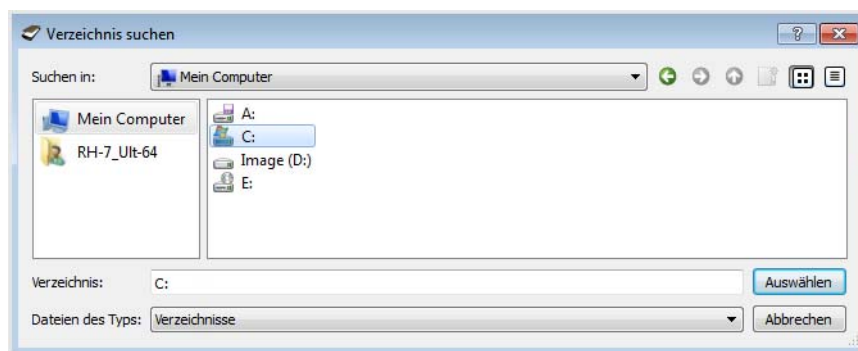 Verzeichnis suchen
Suchen in: Mein Computer
Mein Computer
RH-7_Ult-64
A:
C:
Image (D:)
E:
Verzeichnis: C: Auswählen
Dateien des Typs: Verzeichnisse Abbrechen